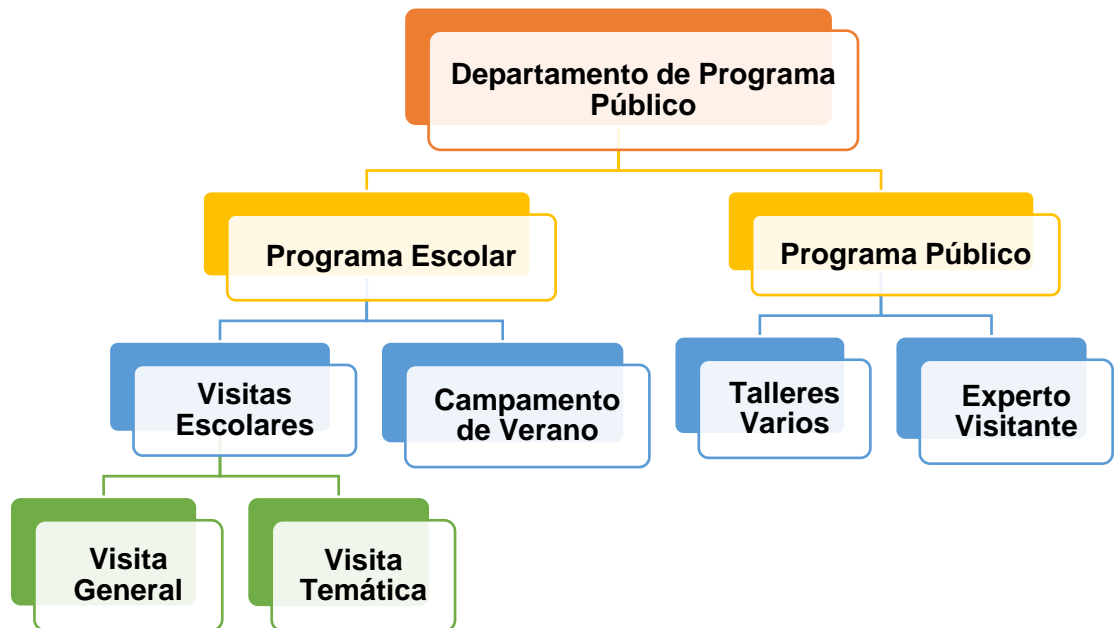 Departamento de Programa
Público
Programa Escolar
Programa Público
Visitas
Escolares
Campamento
de Verano
Talleres
Varios
Experto
Visitante
Visita
General
Visita
Temática